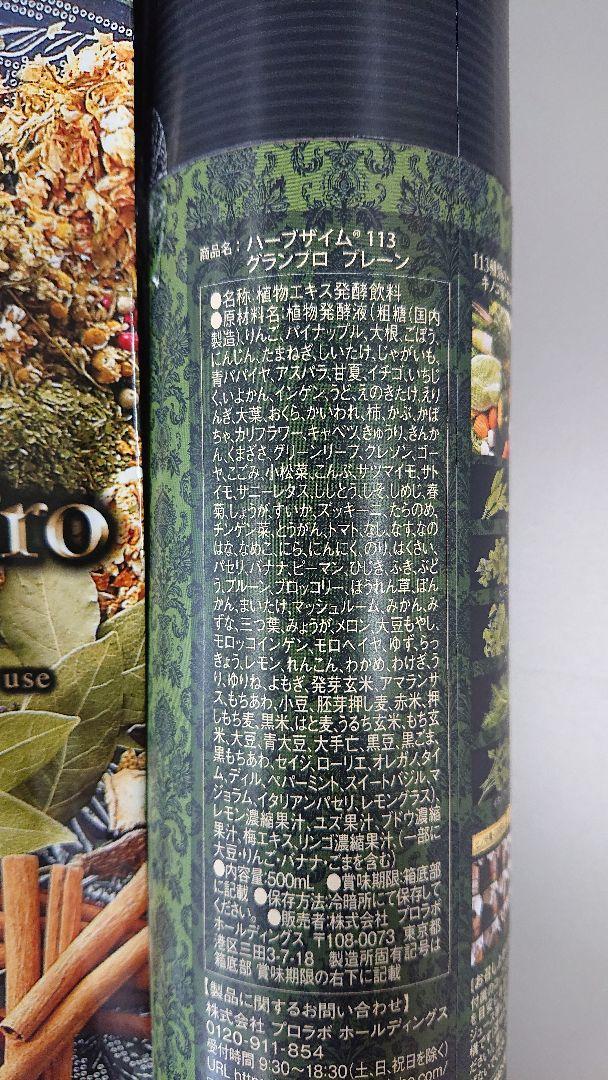 ro
use
商品名：ハーブザイム® 113
グランプロ プレーン
●名称:植物エキス発酵飲料
●原材料名：植物発酵液{粗糖(国内
製造),りんご,パイナップル,大根,ごぼう,
にんじん,たまねぎ,しいたけ,じゃがいも,
青パパイヤ,アスパラ,甘夏,イチゴ,いちじ
く,いよかん,インゲン,うど,えのきたけ,えり
んぎ,大葉,おくら,かいわれ,柿,かぶ,かぼ
ちゃ,カリフラワー,キャベツ,きゅうり,きんか
ん,くまざさ,グリーンリーフ,クレソン,ゴー
ヤ,こごみ,小松菜,こんぶ,サツマイモ,サト
イモ,サニーレタス,ししとう,しそ,しめじ,春
菊,しょうが,すいか,ズッキーニ,たらのめ,
チンゲン菜,とうがん,トマト,なし,なす,なの
はな,なめこ,にら,にんにく,のり,はくさい,
パセリ,バナナ,ピーマン,ひじき,ふき,ぶど
う,プルーン,ブロッコリー,ほうれん草,ぽん
かん,まいたけ,マッシュルーム,みかん,み
ずな,三つ葉,みょうが,メロン,大豆もやし,
モロッコインゲン,モロヘイヤ,ゆず,らっ
きょう,レモン,れんこん,わかめ,わけぎ,う
り,ゆりね,よもぎ,発芽玄米,アマランサ
ス,もちあわ,小豆,胚芽押し麦,赤米,押
しもち麦,黒米,はと麦,うるち玄米,もち玄
米,大豆,青大豆,大手亡,黒豆,黒ごま,
黒もちあわ,セイジ,ローリエ,オレガノ,タイ
ム,ディル,ペパーミント,スイートバジル,マ
ジョラム,イタリアンパセリ,レモングラス},
レモン濃縮果汁,ユズ果汁,ブドウ濃縮
果汁,梅エキス,リンゴ濃縮果汁,(一部に
大豆・りんご・バナナ・ごまを含む)
●内容量:500mL ●賞味期限:箱底部
に記載 ●保存方法:冷暗所にて保存して
ください。 ●販売者:株式会社 プロラボ
ホールディングス 〒108-0073 東京都
港区三田3-7-18 製造所固有記号は
箱底部 賞味期限の右下に記載
【製品に関するお問い合わせ】
株式会社 プロラボ ホールディングス
0120-911-854
受付時間 9:30～18:30(土、日、祝日を除く)